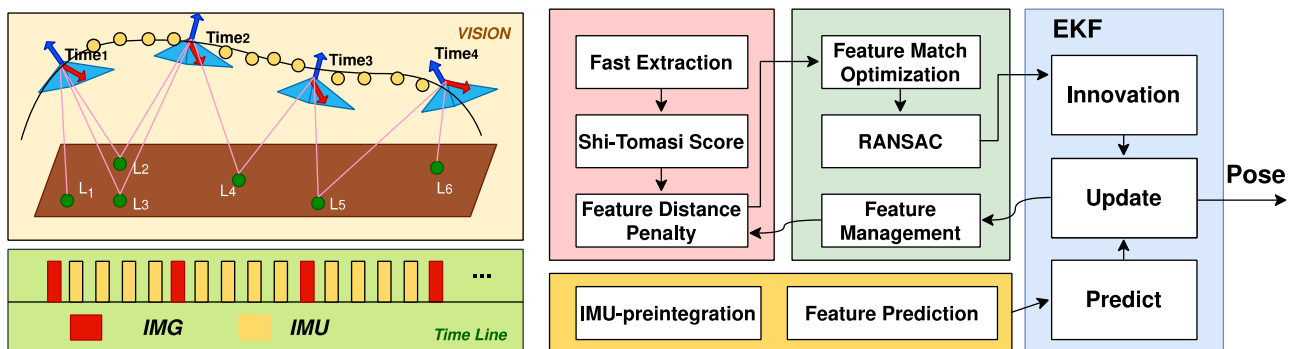 VISION
Time1
Time2
Time3
Time4
L1
L2
L3
L4
L5
L6
...
IMG
IMU
Time Line
Fast Extraction
Shi-Tomasi Score
Feature Distance
Penalty
Feature Match
Optimization
RANSAC
Feature
Management
IMU-preintegration
Feature Prediction
EKF
Innovation
Update
Predict
Pose